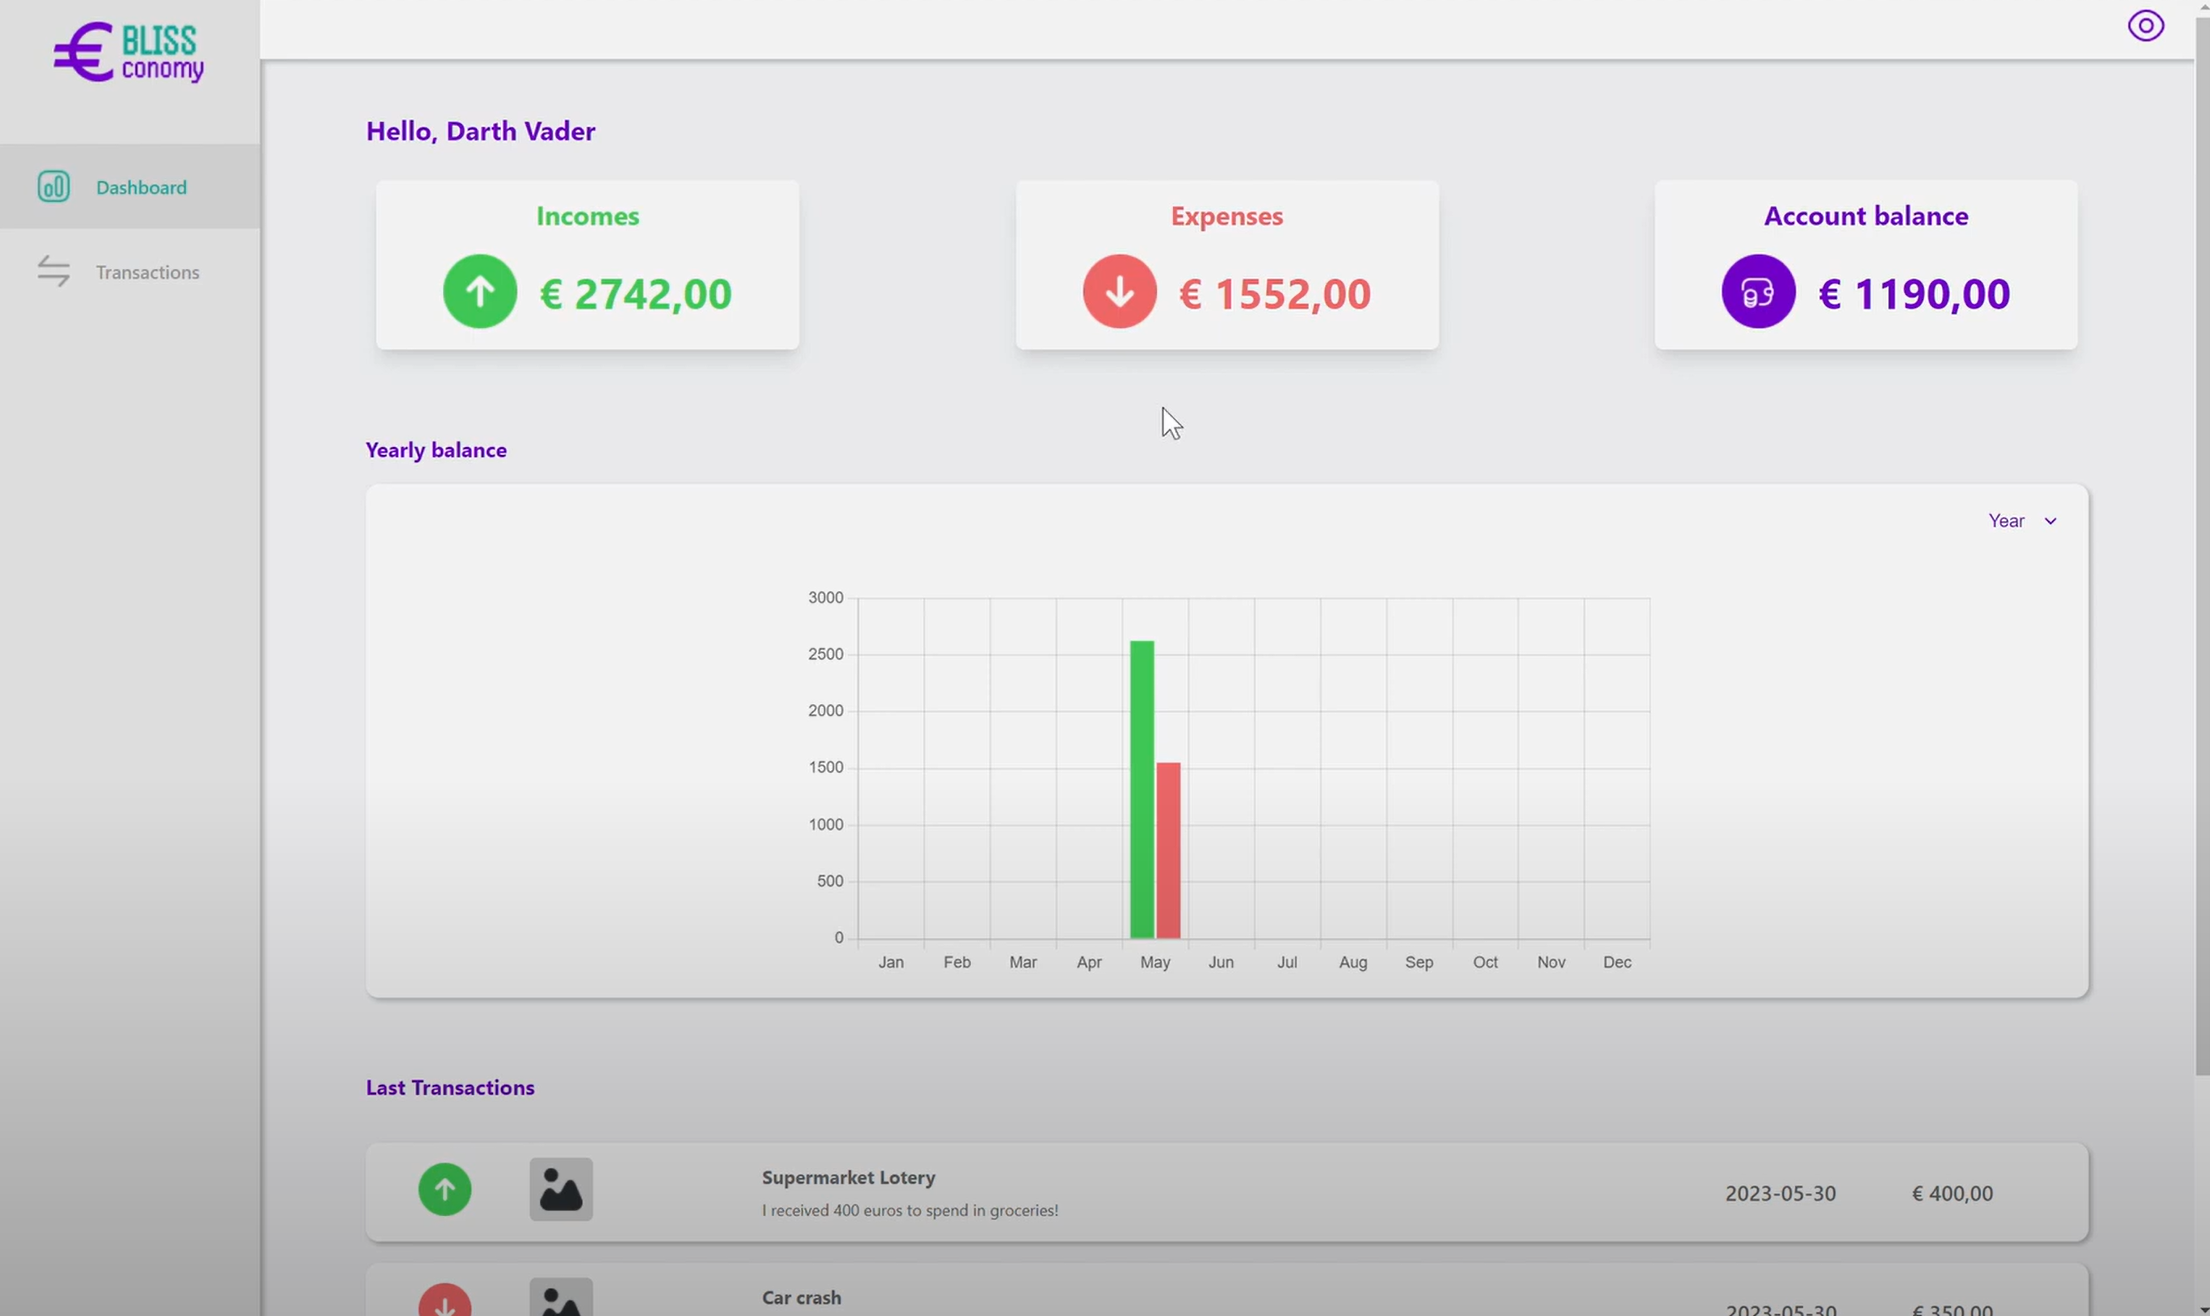 € BLISS
conomy
Dashboard
Transactions
Hello, Darth Vader
Incomes
€ 2742,00
Expenses
€ 1552,00
Account balance
€ 1190,00
Yearly balance
Year
3000
2500
2000
1500
1000
500
0
Jan Feb Mar Apr May Jun Jul Aug Sep Oct Nov Dec
Last Transactions
Supermarket Lotery
I received 400 euros to spend in groceries!
2023-05-30 € 400,00
Car crash
2023-05-30 € 350,00